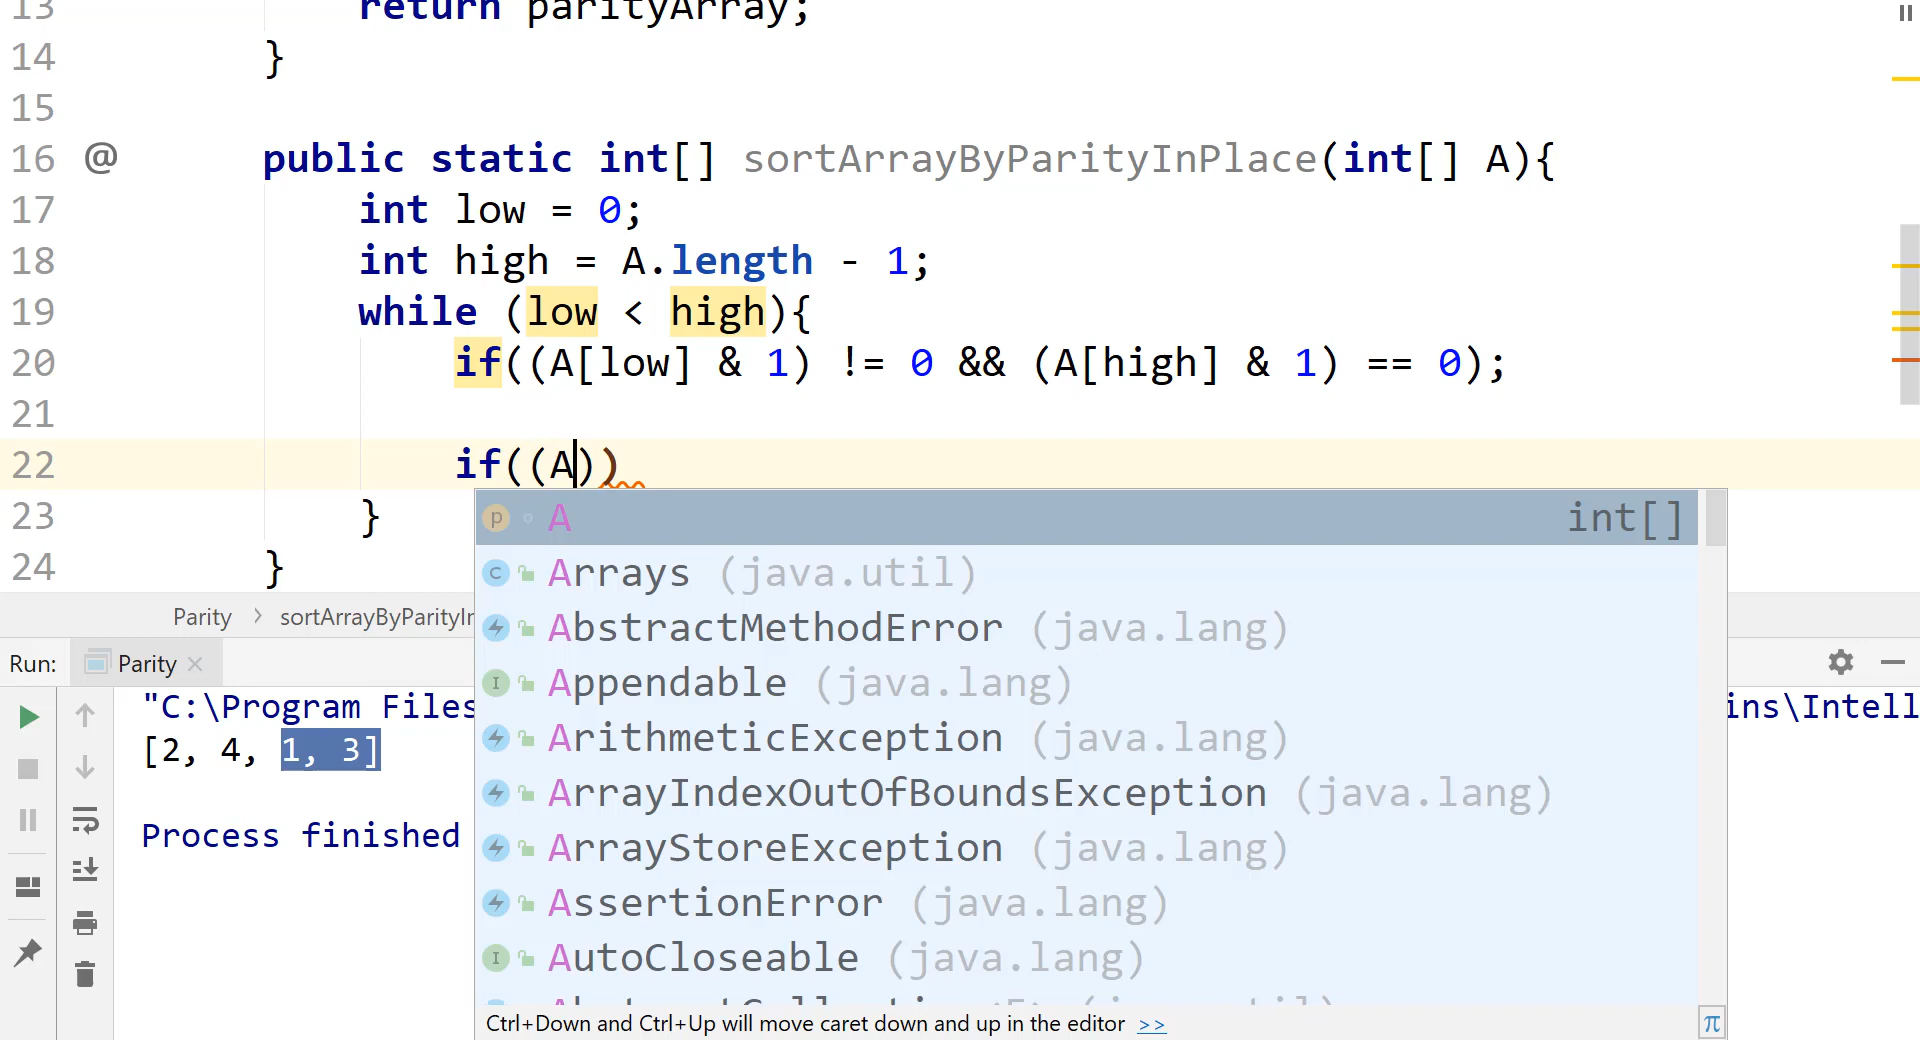 13 return parityArray;
14 }
15
16 @ public static int[] sortArrayByParityInPlace(int[] A){
17 int low = 0;
18 int high = A.length - 1;
19 while (low < high){
20 if((A[low] & 1) != 0 && (A[high] & 1) == 0);
21
22 if((A))
23 }
24 }
p A int[]
C Arrays (java.util)
AbstractMethodError (java.lang)
I Appendable (java.lang)
ArithmeticException (java.lang)
ArrayIndexOutOfBoundsException (java.lang)
ArrayStoreException (java.lang)
AssertionError (java.lang)
I AutoCloseable (java.lang)
Ctrl+Down and Ctrl+Up will move caret down and up in the editor >> π
Parity > sortArrayByParityIn
Run: Parity ×
"C:\Program Files ins\Intell
[2, 4, 1, 3]
Process finished